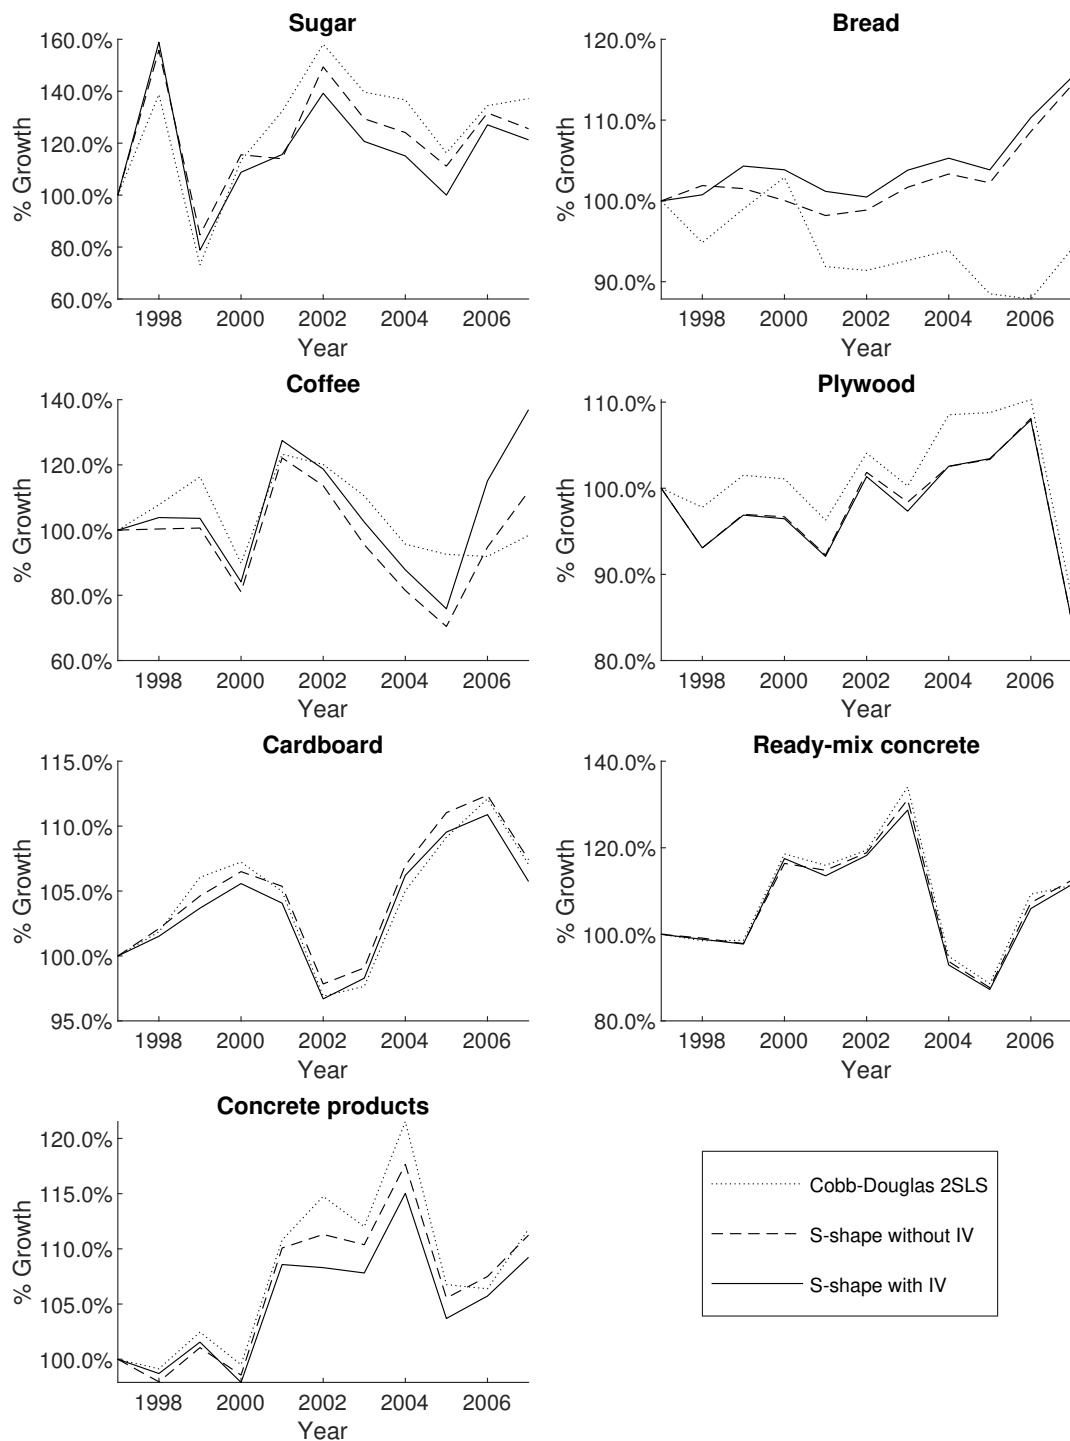 Sugar
160.0%
140.0%
120.0%
100.0%
80.0%
60.0%
% Growth
1998 2000 2002 2004 2006
Year
Bread
120.0%
110.0%
100.0%
90.0%
% Growth
1998 2000 2002 2004 2006
Year
Coffee
140.0%
120.0%
100.0%
80.0%
60.0%
% Growth
1998 2000 2002 2004 2006
Year
Plywood
110.0%
100.0%
90.0%
80.0%
% Growth
1998 2000 2002 2004 2006
Year
Cardboard
115.0%
110.0%
105.0%
100.0%
95.0%
% Growth
1998 2000 2002 2004 2006
Year
Ready-mix concrete
140.0%
120.0%
100.0%
80.0%
% Growth
1998 2000 2002 2004 2006
Year
Concrete products
120.0%
115.0%
110.0%
105.0%
100.0%
% Growth
1998 2000 2002 2004 2006
Year
Cobb-Douglas 2SLS
S-shape without IV
S-shape with IV